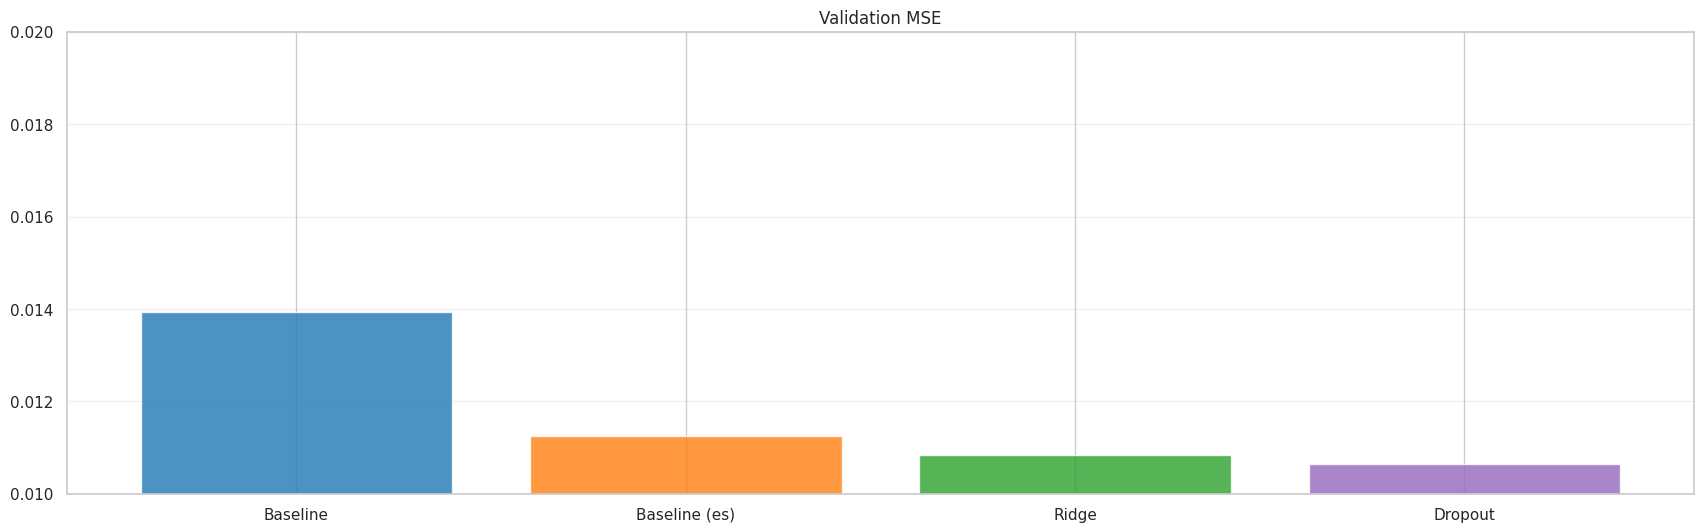 Validation MSE
0.020
0.018
0.016
0.014
0.012
0.010
Baseline
Baseline (es)
Ridge
Dropout